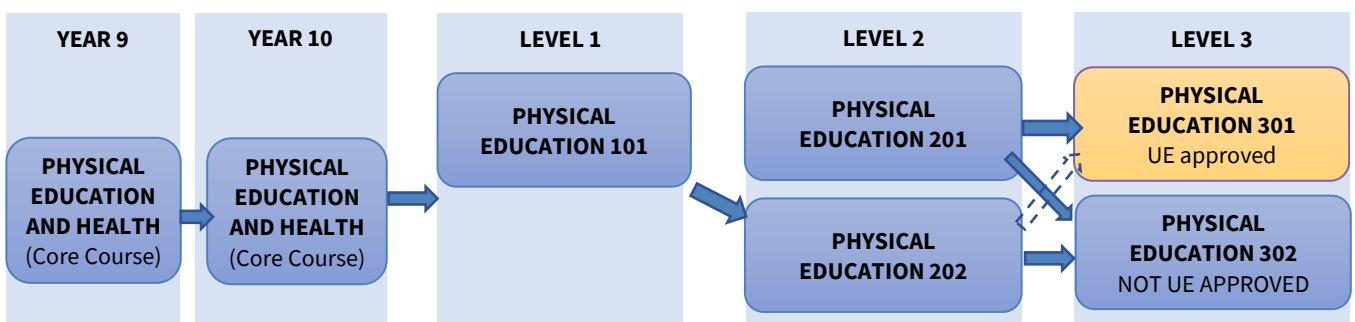 YEAR 9
PHYSICAL
EDUCATION
AND HEALTH
(Core Course)
YEAR 10
PHYSICAL
EDUCATION
AND HEALTH
(Core Course)
LEVEL 1
PHYSICAL
EDUCATION 101
LEVEL 2
PHYSICAL
EDUCATION 201
PHYSICAL
EDUCATION 202
LEVEL 3
PHYSICAL
EDUCATION 301
UE approved
PHYSICAL
EDUCATION 302
NOT UE APPROVED